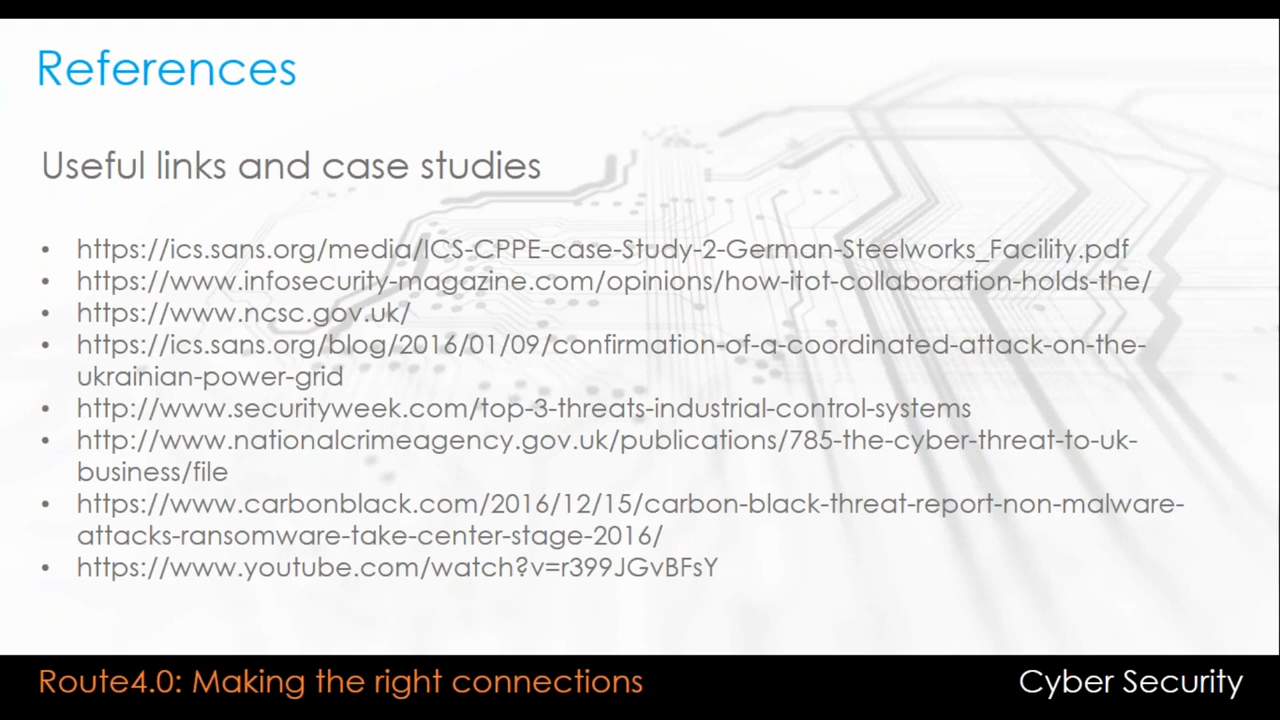 References
Useful links and case studies
• https://ics.sans.org/media/ICS-CPPE-case-Study-2-German-Steelworks_Facility.pdf
• https://www.infosecurity-magazine.com/opinions/how-itot-collaboration-holds-the/
• https://www.ncsc.gov.uk/
• https://ics.sans.org/blog/2016/01/09/confirmation-of-a-coordinated-attack-on-the-
ukrainian-power-grid
• http://www.securityweek.com/top-3-threats-industrial-control-systems
• http://www.nationalcrimeagency.gov.uk/publications/785-the-cyber-threat-to-uk-
business/file
• https://www.carbonblack.com/2016/12/15/carbon-black-threat-report-non-malware-
attacks-ransomware-take-center-stage-2016/
• https://www.youtube.com/watch?v=r399JGvBFsY
Route4.0: Making the right connections
Cyber Security